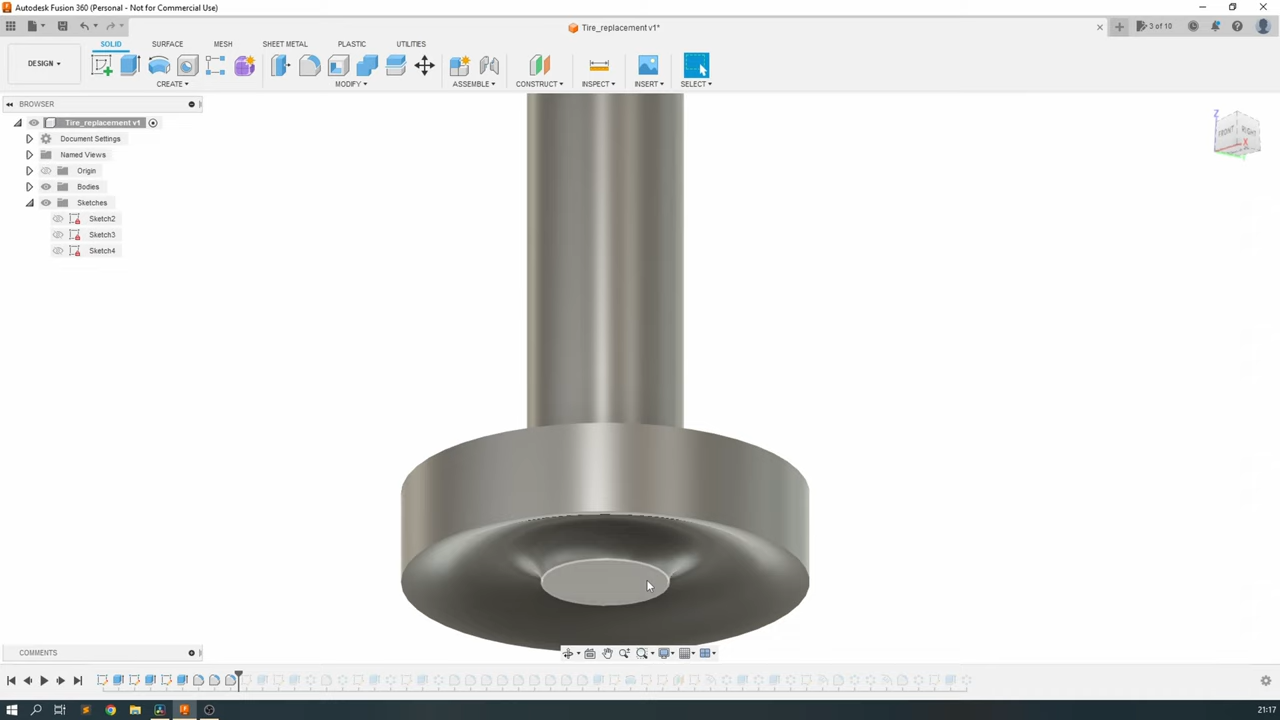 Autodesk Fusion 360 (Personal - Not for Commercial Use)
Tire_replacement v1*
3 of 10
SOLID SURFACE MESH SHEET METAL PLASTIC UTILITIES
DESIGN
CREATE MODIFY ASSEMBLE CONSTRUCT INSPECT INSERT SELECT
BROWSER
Tire_replacement v1
Document Settings
Named Views
Origin
Bodies
Sketches
Sketch2
Sketch3
Sketch4
Z
FRONT RIGHT
X
COMMENTS
21:17